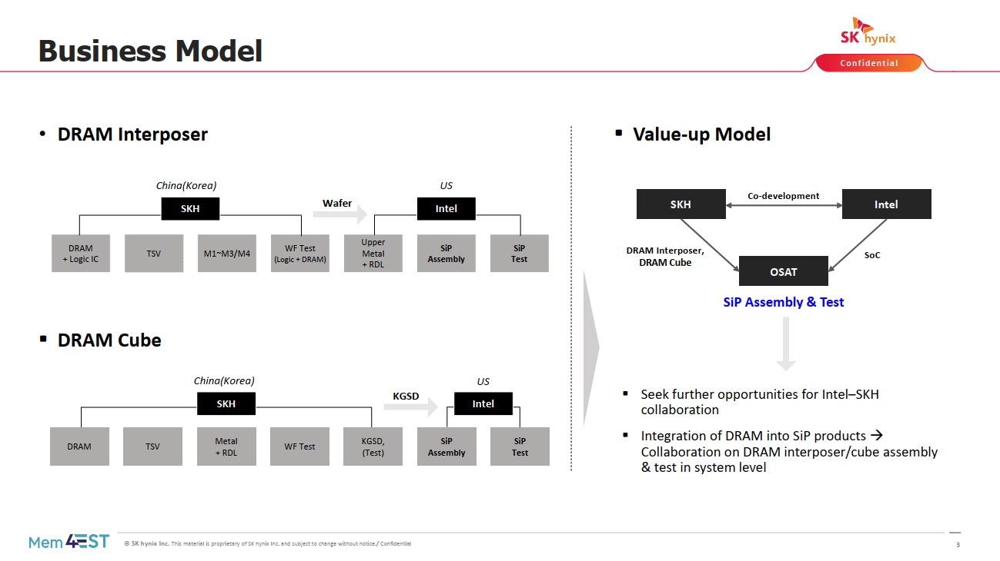 Business Model
SK hynix
Confidential
• DRAM Interposer
China(Korea)
SKH
Wafer
US
Intel
DRAM
+ Logic IC
TSV
M1~M3/M4
WF Test
(Logic + DRAM)
Upper
Metal
+ RDL
SiP
Assembly
SiP
Test
▪ DRAM Cube
China(Korea)
SKH
KGSD
US
Intel
DRAM
TSV
Metal
+ RDL
WF Test
KGSD,
(Test)
SiP
Assembly
SiP
Test
▪ Value-up Model
SKH
Co-development
Intel
DRAM Interposer,
DRAM Cube
SoC
OSAT
SiP Assembly & Test
▪ Seek further opportunities for Intel–SKH
collaboration
▪ Integration of DRAM into SiP products →
Collaboration on DRAM interposer/cube assembly
& test in system level
Mem4EST
© SK hynix Inc. This material is proprietary of SK hynix Inc. and subject to change without notice./ Confidential
3